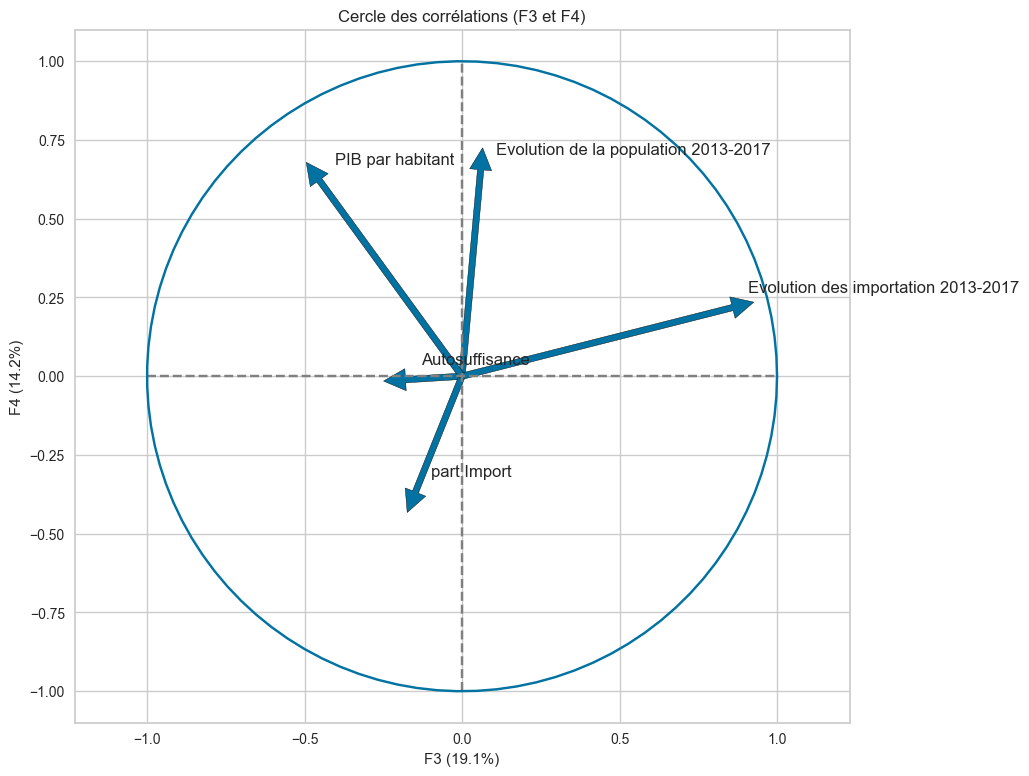 Cercle des corrélations (F3 et F4)
1.00
0.75
0.50
0.25
0.00
−0.25
−0.50
−0.75
−1.00
F4 (14.2%)
PIB par habitant
Evolution de la population 2013-2017
Evolution des importation 2013-2017
Autosuffisance
part Import
−1.0
−0.5
0.0
0.5
1.0
F3 (19.1%)